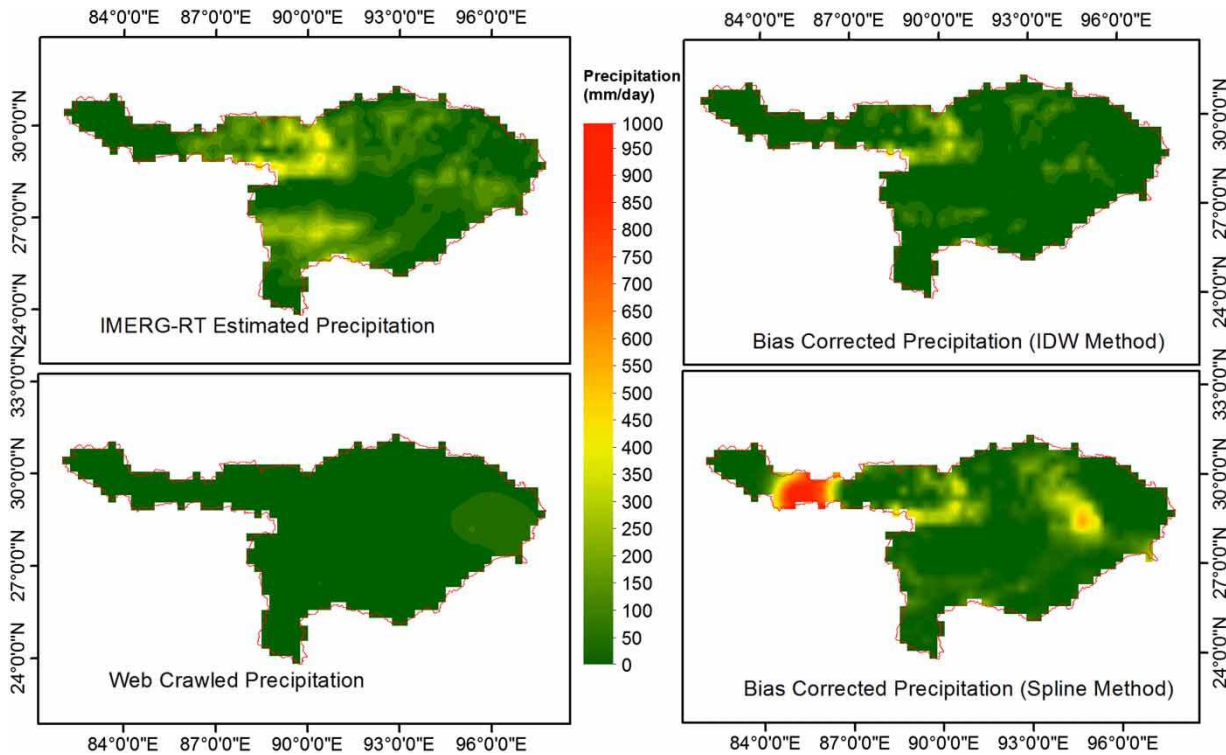 84°0'0"E 87°0'0"E 90°0'0"E 93°0'0"E 96°0'0"E
84°0'0"E 87°0'0"E 90°0'0"E 93°0'0"E 96°0'0"E
30°0'0"N
27°0'0"N
24°0'0"N
IMERG-RT Estimated Precipitation
Precipitation
(mm/day)
1000
950
900
850
800
750
700
650
600
550
500
450
400
350
300
250
200
150
100
50
0
30°0'0"N
27°0'0"N
24°0'0"N
Bias Corrected Precipitation (IDW Method)
33°0'0"N
30°0'0"N
27°0'0"N
24°0'0"N
Web Crawled Precipitation
33°0'0"N
30°0'0"N
27°0'0"N
24°0'0"N
Bias Corrected Precipitation (Spline Method)
84°0'0"E 87°0'0"E 90°0'0"E 93°0'0"E 96°0'0"E
84°0'0"E 87°0'0"E 90°0'0"E 93°0'0"E 96°0'0"E